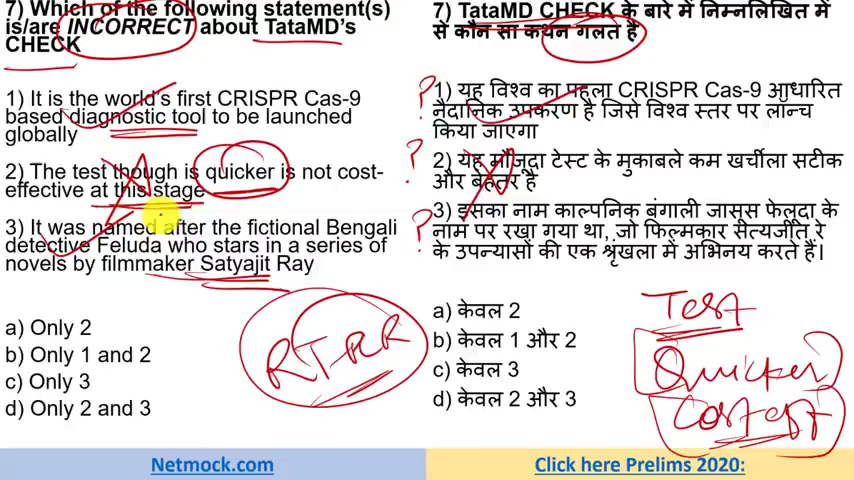 7) Which of the following statement(s)
is/are INCORRECT about TataMD's
CHECK
1) It is the world's first CRISPR Cas-9
based diagnostic tool to be launched
globally
2) The test though is quicker is not cost-
effective at this stage
3) It was named after the fictional Bengali
detective Feluda who stars in a series of
novels by filmmaker Satyajit Ray
a) Only 2
b) Only 1 and 2
c) Only 3
d) Only 2 and 3
RTRR
7) TataMD CHECK के बारे में निम्नलिखित में
से कौन सा कथन गलत है
? 1) यह विश्व का पहला CRISPR Cas-9 आधारित
नैदानिक उपकरण है जिसे विश्व स्तर पर लान्च
किया जाएगा
? 2) यह मौजूदा टेस्ट के मुकाबले कम खर्चीला सटीक
और बेहतर है
? 3) इसका नाम काल्पनिक बंगाली जासूस फेलूदा के
नाम पर रखा गया था, जो फिल्मकार सत्यजीत रे
के उपन्यासों की एक श्रृंखला में अभिनय करते हैं।
a) केवल 2
b) केवल 1 और 2
c) केवल 3
d) केवल 2 और 3
Test
Quicker
Netmock.com
Click here Prelims 2020: